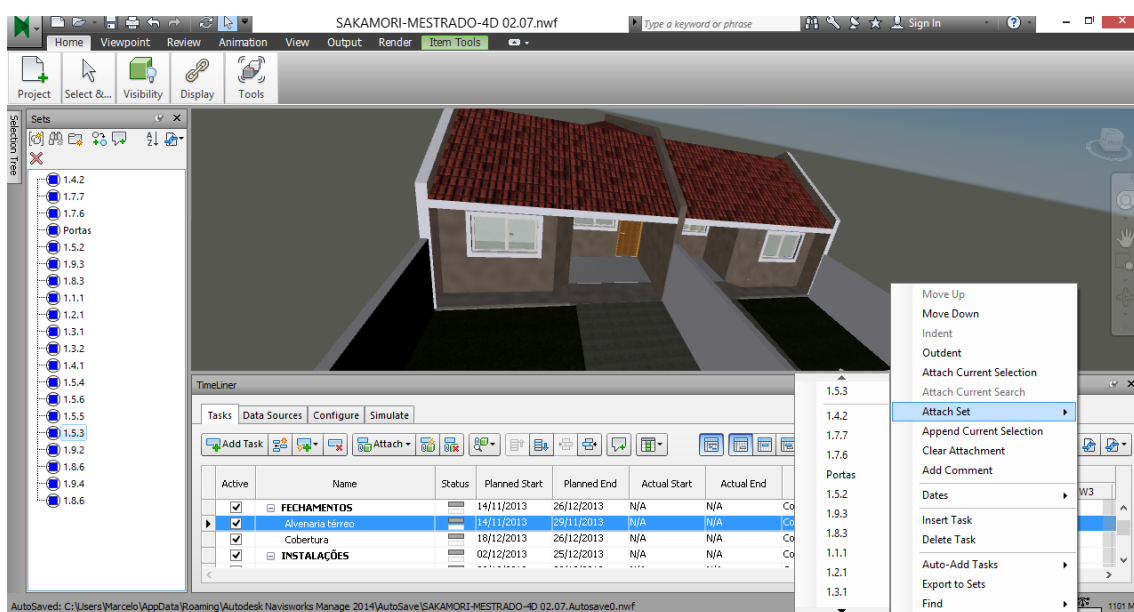 SAKAMORI-MESTRADO-4D 02.07.nwf
Type a keyword or phrase
Sign In
Home Viewpoint Review Animation View Output Render Item Tools
Project Select &... Visibility Display Tools
Selection Tree
Sets
1.4.2
1.7.7
1.7.6
Portas
1.5.2
1.9.3
1.8.3
1.1.1
1.2.1
1.3.1
1.3.2
1.4.1
1.5.4
1.5.6
1.5.5
1.5.3
1.9.2
1.8.6
1.9.4
1.8.6
Move Up
Move Down
Indent
Outdent
Attach Current Selection
Attach Current Search
Attach Set
Append Current Selection
Clear Attachment
Add Comment
Dates
Insert Task
Delete Task
Auto-Add Tasks
Export to Sets
Find
1.5.3
1.4.2
1.7.7
1.7.6
Portas
1.5.2
1.9.3
1.8.3
1.1.1
1.2.1
1.3.1
TimeLiner
Tasks Data Sources Configure Simulate
Add Task Attach
Active Name Status Planned Start Planned End Actual Start Actual End
W3
FECHAMENTOS 14/11/2013 26/12/2013 N/A N/A Co
Alvenaria térreo 14/11/2013 29/11/2013 N/A N/A Co
Cobertura 18/12/2013 26/12/2013 N/A N/A Co
INSTALAÇÕES 02/12/2013 25/12/2013 N/A N/A Co
AutoSaved: C:\Users\Marcelo\AppData\Roaming\Autodesk Navisworks Manage 2014\AutoSave\SAKAMORI-MESTRADO-4D 02.07.Autosave0.nwf